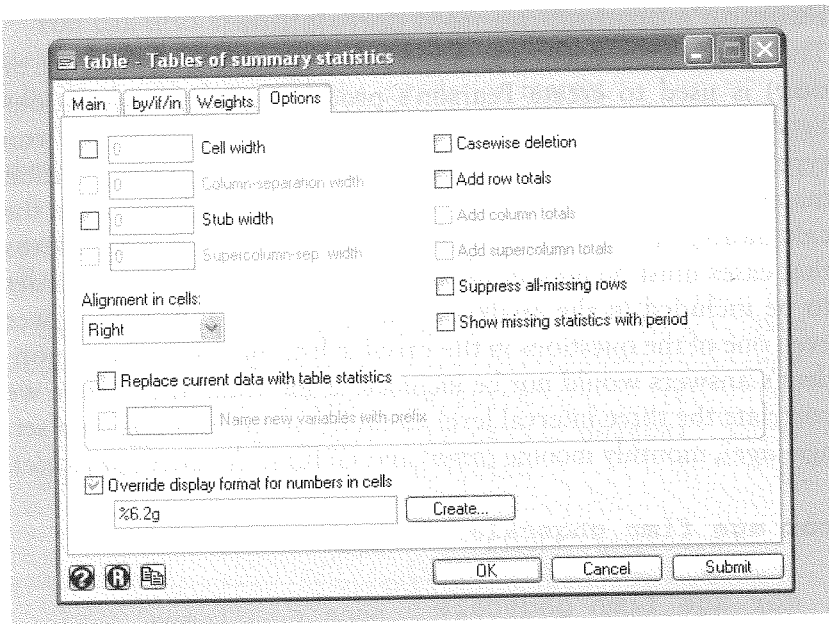 table - Tables of summary statistics
Main by/if/in Weights Options
0 Cell width
0 Column-separation width
0 Stub width
0 Supercolumn-sep. width
Alignment in cells:
Right
Casewise deletion
Add row totals
Add column totals
Add supercolumn totals
Suppress all-missing rows
Show missing statistics with period
Replace current data with table statistics
Name new variables with prefix
Override display format for numbers in cells
%6.2g Create...
? R OK Cancel Submit